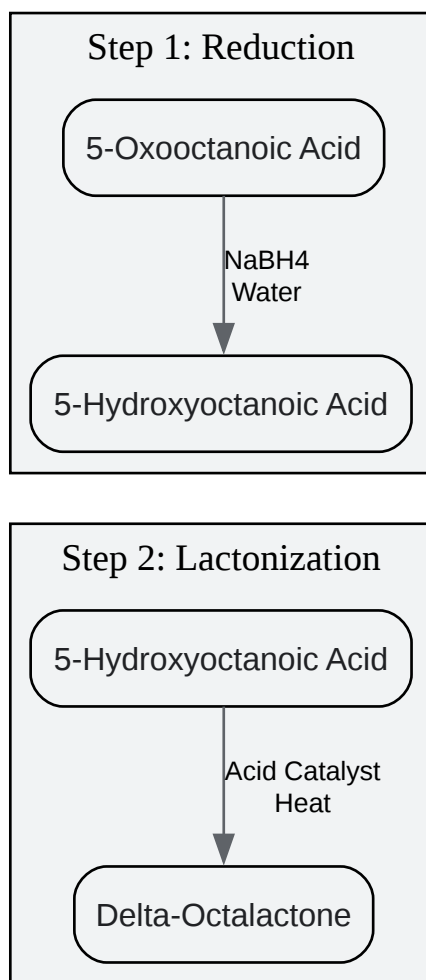 Step 1: Reduction
5-Oxooctanoic Acid
NaBH4
Water
5-Hydroxyoctanoic Acid
Step 2: Lactonization
5-Hydroxyoctanoic Acid
Acid Catalyst
Heat
Delta-Octalactone